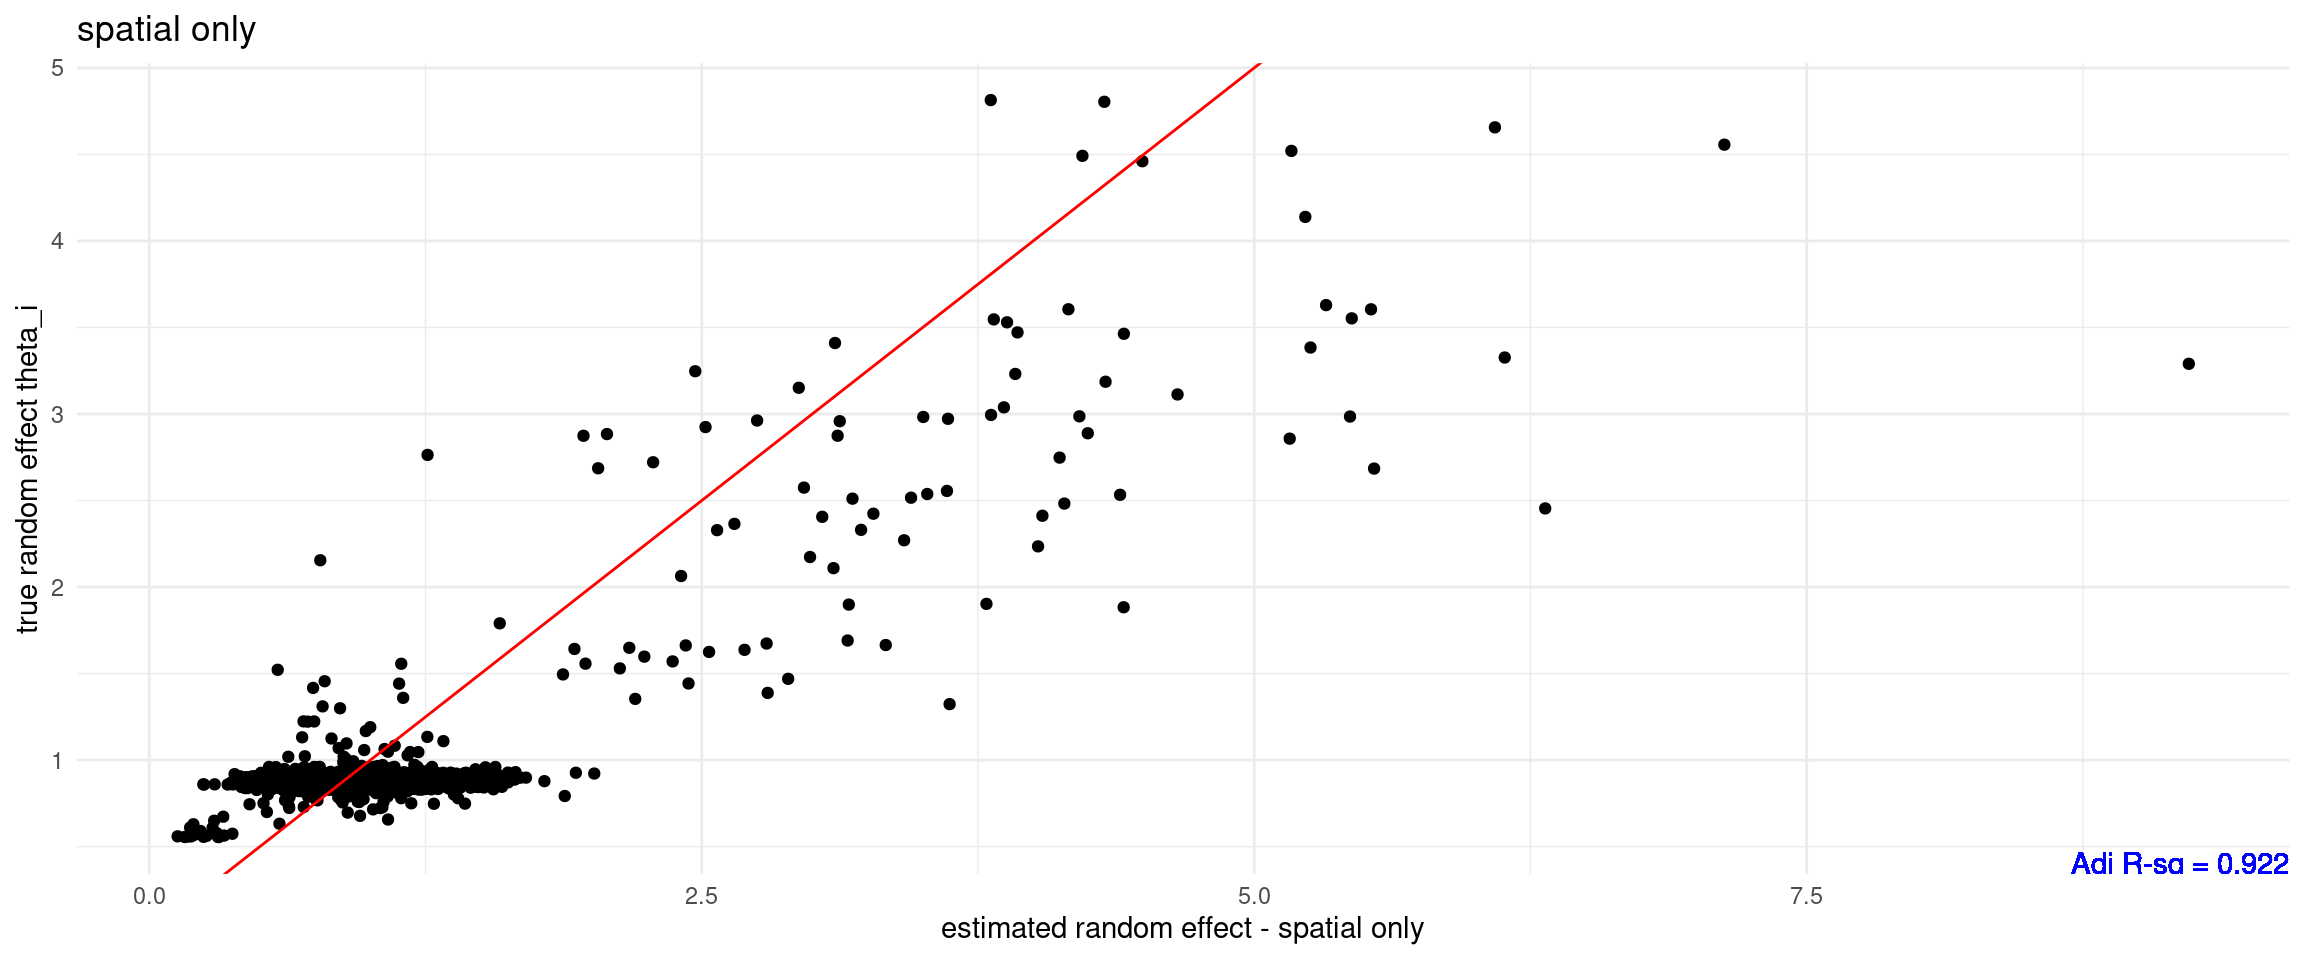 spatial only
5
4
3
2
1
true random effect theta_i
0.0
2.5
5.0
7.5
estimated random effect - spatial only
Adj R-sq = 0.922